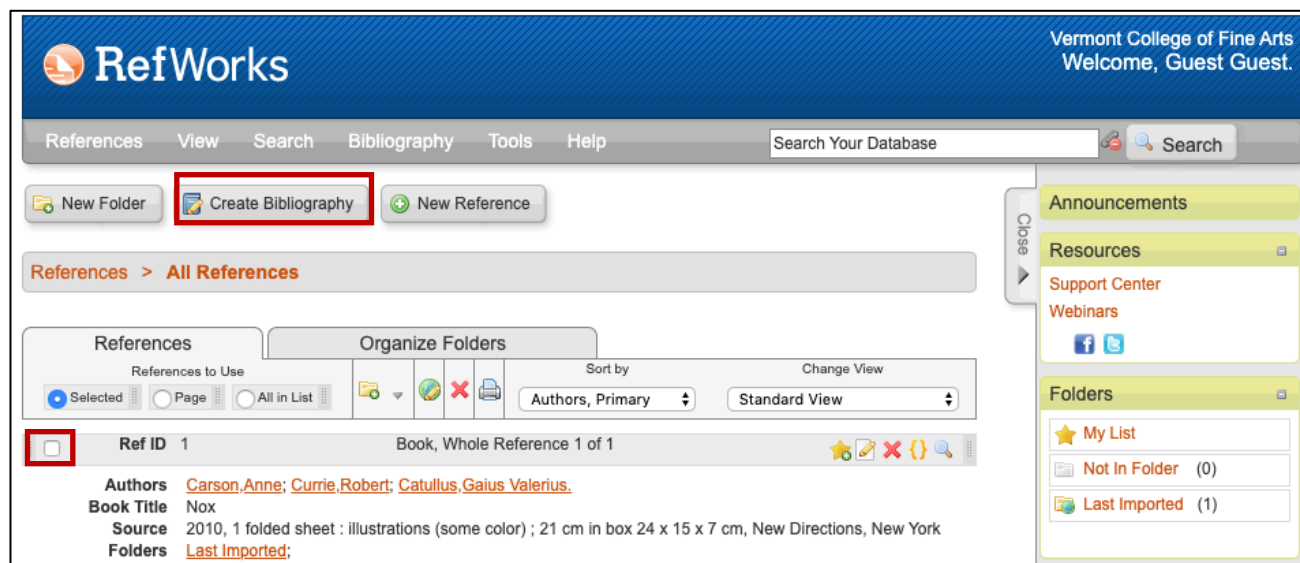 Vermont College of Fine Arts
RefWorks
Welcome, Guest Guest.
References View Search Bibliography Tools Help Search Your Database Search
New Folder Create Bibliography New Reference
Close
Announcements
References > All References
Resources
Support Center
Webinars
References Organize Folders
References to Use Sort by Change View
Selected Page All in List Authors, Primary Standard View
Folders
Ref ID 1 Book, Whole Reference 1 of 1 {}
My List
Not In Folder (0)
Last Imported (1)
Authors Carson,Anne; Currie,Robert; Catullus,Gaius Valerius.
Book Title Nox
Source 2010, 1 folded sheet : illustrations (some color) ; 21 cm in box 24 x 15 x 7 cm, New Directions, New York
Folders Last Imported;